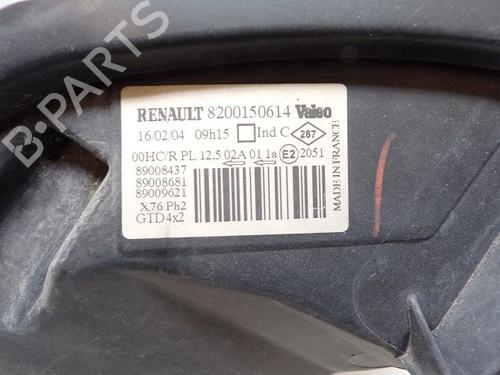 RENAULT 8200150614 Valeo
16/02/04 09h15 Ind C 287
00HC/R PL 12,5 02A 01 1a E2 2051
89008437
89008681
89009621
X76 Ph2
GTD4x2
MADE IN FRANCE
B-PARTS